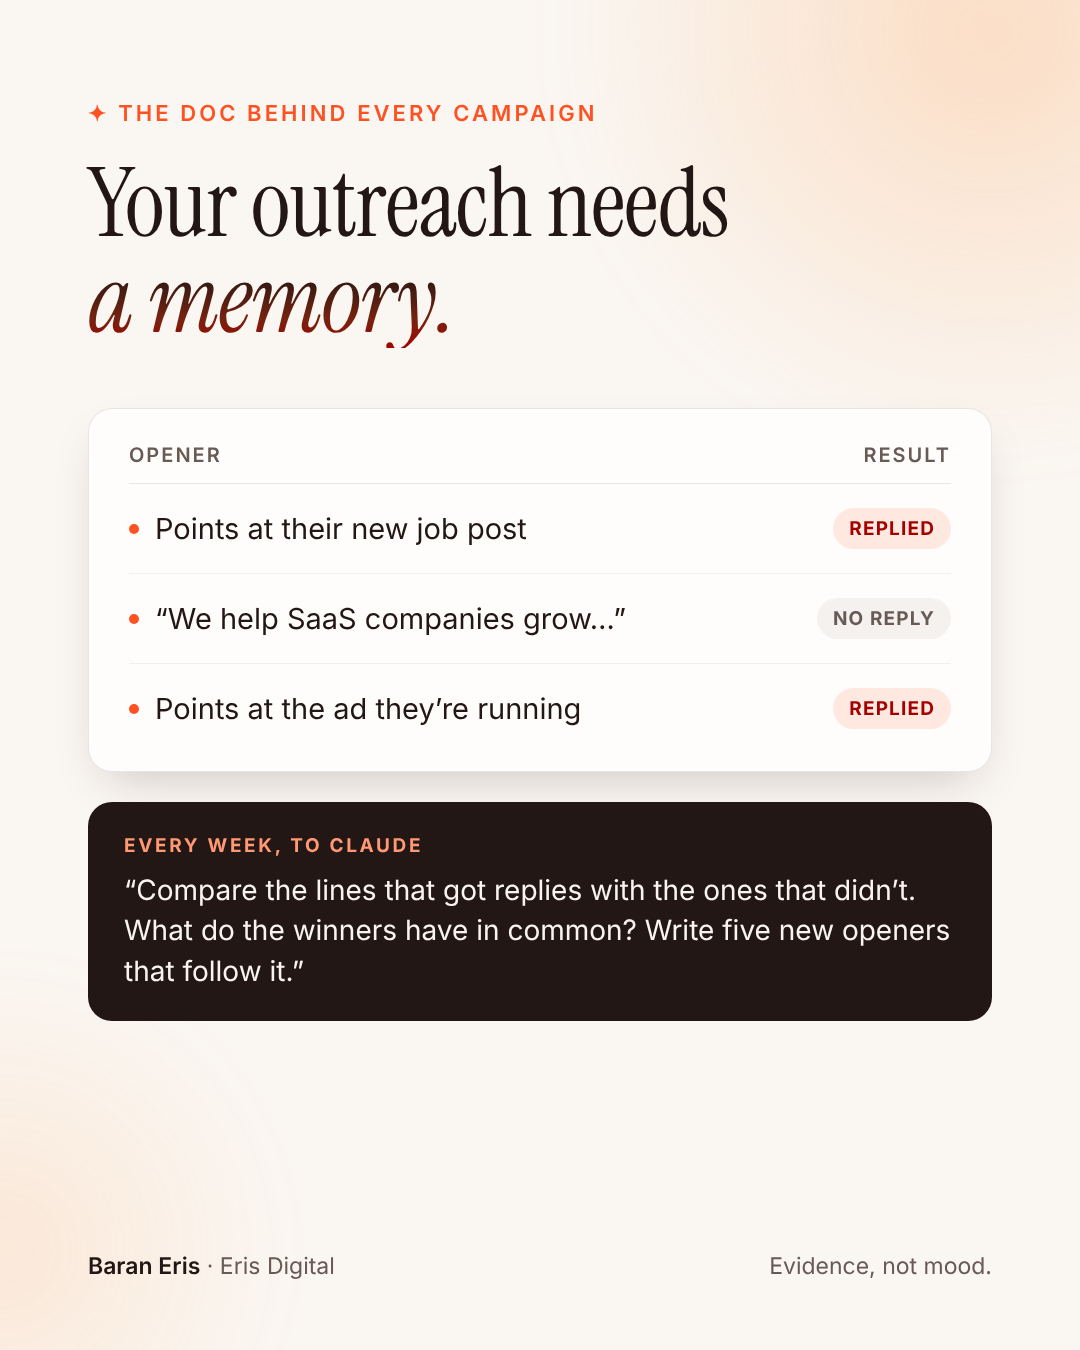 ✦ THE DOC BEHIND EVERY CAMPAIGN
Your outreach needs
a memory.
OPENER RESULT
• Points at their new job post REPLIED
• “We help SaaS companies grow…” NO REPLY
• Points at the ad they’re running REPLIED
EVERY WEEK, TO CLAUDE
“Compare the lines that got replies with the ones that didn’t.
What do the winners have in common? Write five new openers
that follow it.”
Baran Eris · Eris Digital Evidence, not mood.